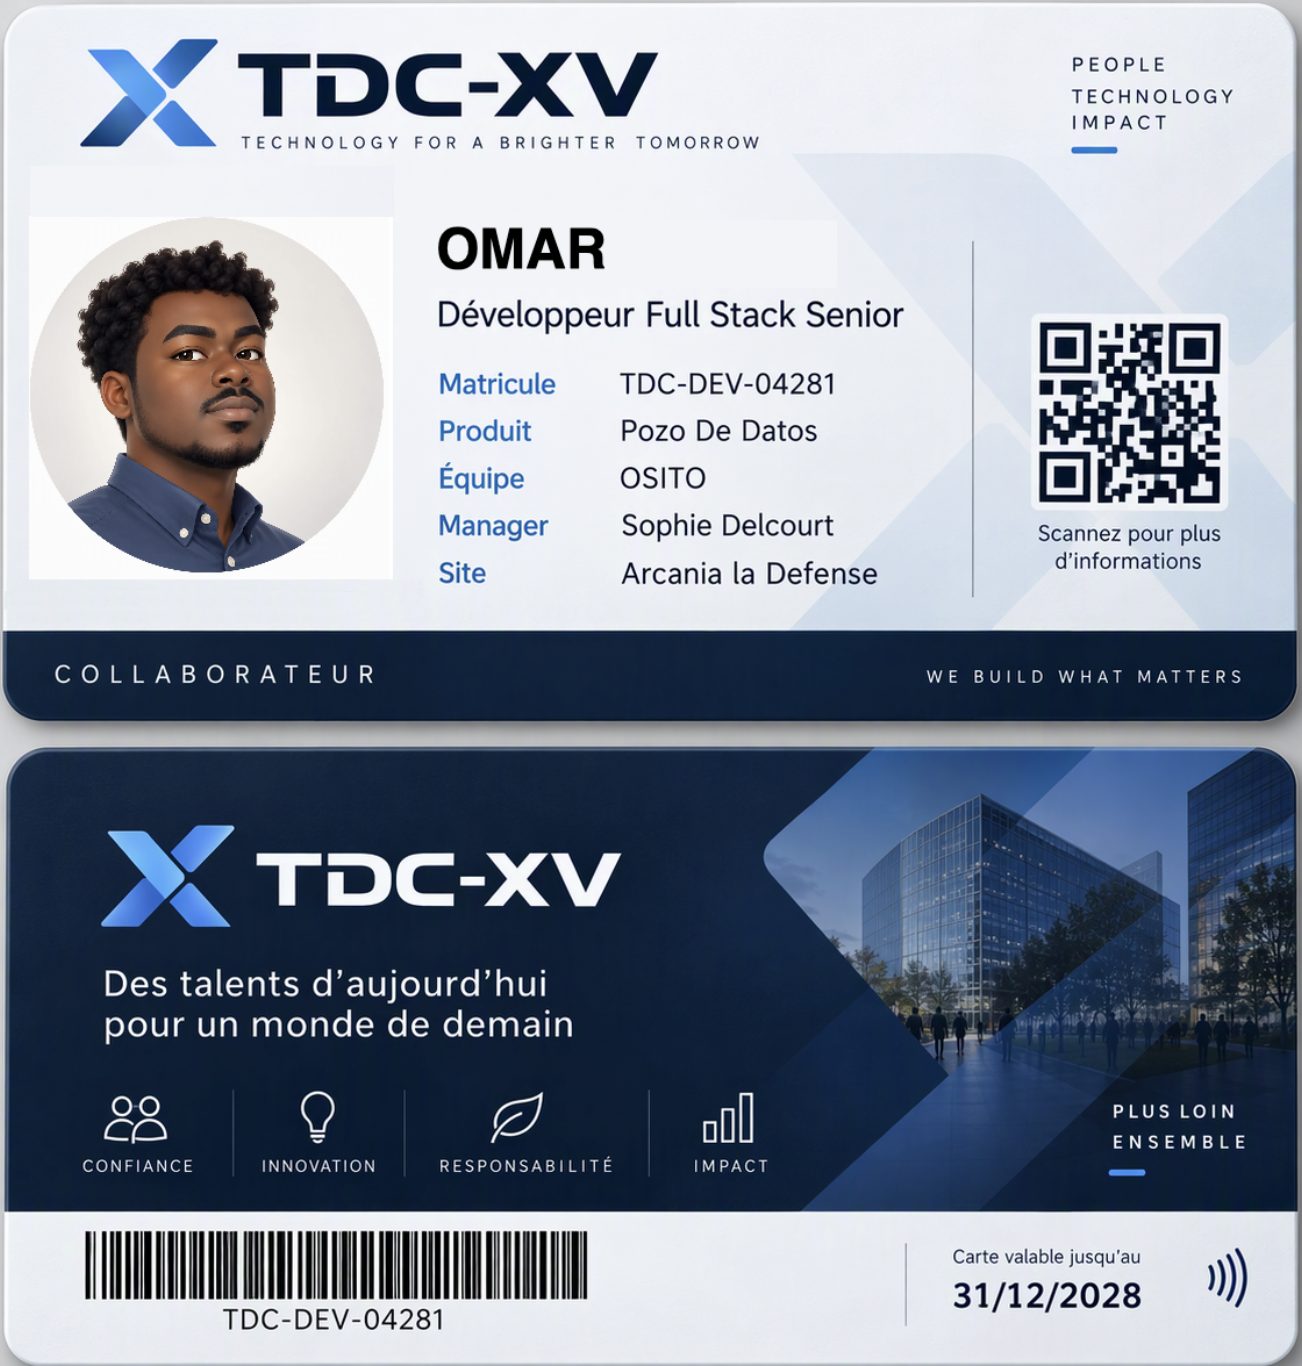 TDC-XV
TECHNOLOGY FOR A BRIGHTER TOMORROW
PEOPLE
TECHNOLOGY
IMPACT
OMAR
Développeur Full Stack Senior
Matricule TDC-DEV-04281
Produit Pozo De Datos
Équipe OSITO
Manager Sophie Delcourt
Site Arcania la Defense
Scannez pour plus
d'informations
COLLABORATEUR
WE BUILD WHAT MATTERS
TDC-XV
Des talents d'aujourd'hui
pour un monde de demain
CONFIANCE
INNOVATION
RESPONSABILITÉ
IMPACT
PLUS LOIN
ENSEMBLE
TDC-DEV-04281
Carte valable jusqu'au
31/12/2028